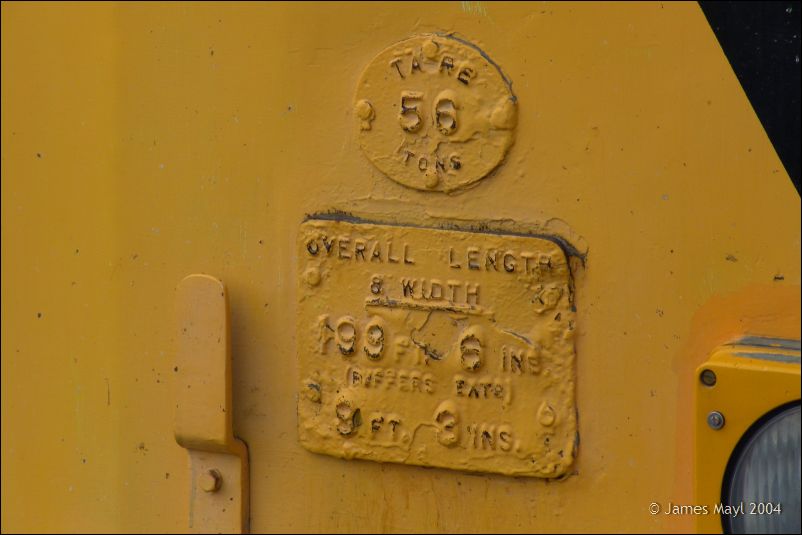 TARE
56
TONS
OVERALL LENGTH
& WIDTH
199 FT. 6 INS
(BUFFERS EXTD)
9 FT. 3 INS.
© James Mayl 2004